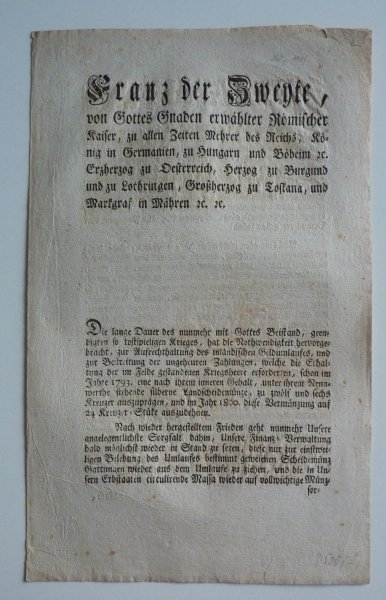 Franz der Zweyte,
von Gottes Gnaden erwählter Römischer
Kaiser, zu allen Zeiten Mehrer des Reichs, Kö-
nig in Germanien, zu Hungarn und Böheim ꝛc.
Erzherzog zu Oesterreich, Herzog zu Burgund
und zu Lothringen, Großherzog zu Toskana, und
Markgraf in Mähren ꝛc. ꝛc.
Die lange Dauer des nunmehr mit Gottes Beistand, geen-
digten so kostspieligen Krieges, hat die Nothwendigkeit hervorge-
bracht, zur Aufrechthaltung des inländischen Geldumlaufes, und
zur Bestreitung der ungeheuren Zahlungen, welche die Erhal-
tung der im Felde gestandenen Kriegsheere erforderten, schon im
Jahre 1793. eine nach ihrem inneren Gehalt, unter ihrem Nenn-
werthe stehende silberne Landscheidemünze, zu zwölf und sechs
Kreuzer auszuprägen, und im Jahr 1800. diese Vermünzung auf
24 Kreuzer-Stüke auszudehnen.
Nach wieder hergestelltem Frieden geht nunmehr Unsere
angelegentlichste Sorgfalt dahin, Unsere Finanz-Verwaltung
bald möglichst wieder in Stand zu sezen, diese nur zur einstwei-
ligen Belebung des Umlaufes bestimmt gewesenen Scheidemünz
Gattungen wieder aus dem Umlaufe zu ziehen, und die in Un-
sern Erbstaaten circulirende Massa wieder auf vollwichtige Münz-
sor-